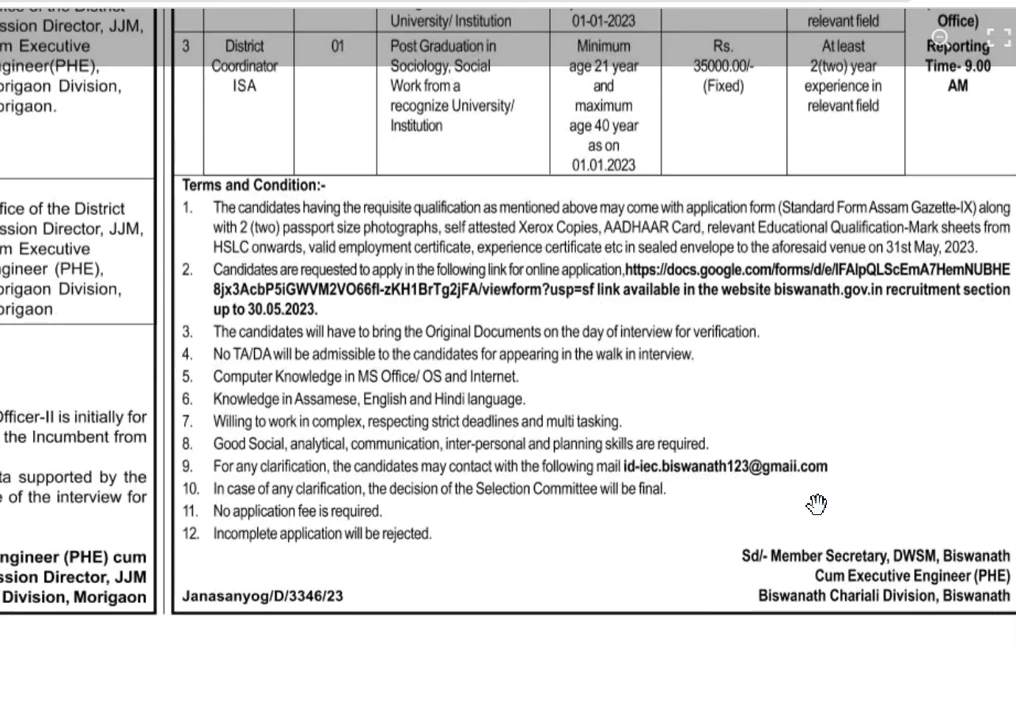 ssion Director, JJM,
m Executive
gineer(PHE),
origaon Division,
origaon.
fice of the District
ssion Director, JJM,
m Executive
ngineer (PHE),
origaon Division,
origaon
Officer-II is initially for
the Incumbent from
ta supported by the
e of the interview for
ngineer (PHE) cum
ssion Director, JJM
Division, Morigaon
University/ Institution
01-01-2023
relevant field
Office)
3
District
Coordinator
ISA
01
Post Graduation in
Sociology, Social
Work from a
recognize University/
Institution
Minimum
age 21 year
and
maximum
age 40 year
as on
01.01.2023
Rs.
35000.00/-
(Fixed)
At least
2(two) year
experience in
relevant field
Reporting
Time- 9.00
AM
Terms and Condition:-
1. The candidates having the requisite qualification as mentioned above may come with application form (Standard Form Assam Gazette-IX) along
with 2 (two) passport size photographs, self attested Xerox Copies, AADHAAR Card, relevant Educational Qualification-Mark sheets from
HSLC onwards, valid employment certificate, experience certificate etc in sealed envelope to the aforesaid venue on 31st May, 2023.
2. Candidates are requested to apply in the following link for online application,https://docs.google.com/forms/d/e/IFAIpQLScEmA7HemNUBHE
8jx3AcbP5iGWVM2VO66fl-zKH1BrTg2jFA/viewform?usp=sf link available in the website biswanath.gov.in recruitment section
up to 30.05.2023.
3. The candidates will have to bring the Original Documents on the day of interview for verification.
4. No TA/DA will be admissible to the candidates for appearing in the walk in interview.
5. Computer Knowledge in MS Office/ OS and Internet.
6. Knowledge in Assamese, English and Hindi language.
7. Willing to work in complex, respecting strict deadlines and multi tasking.
8. Good Social, analytical, communication, inter-personal and planning skills are required.
9. For any clarification, the candidates may contact with the following mail id-iec.biswanath123@gmaii.com
10. In case of any clarification, the decision of the Selection Committee will be final.
11. No application fee is required.
12. Incomplete application will be rejected.
Sd/- Member Secretary, DWSM, Biswanath
Cum Executive Engineer (PHE)
Janasanyog/D/3346/23
Biswanath Chariali Division, Biswanath